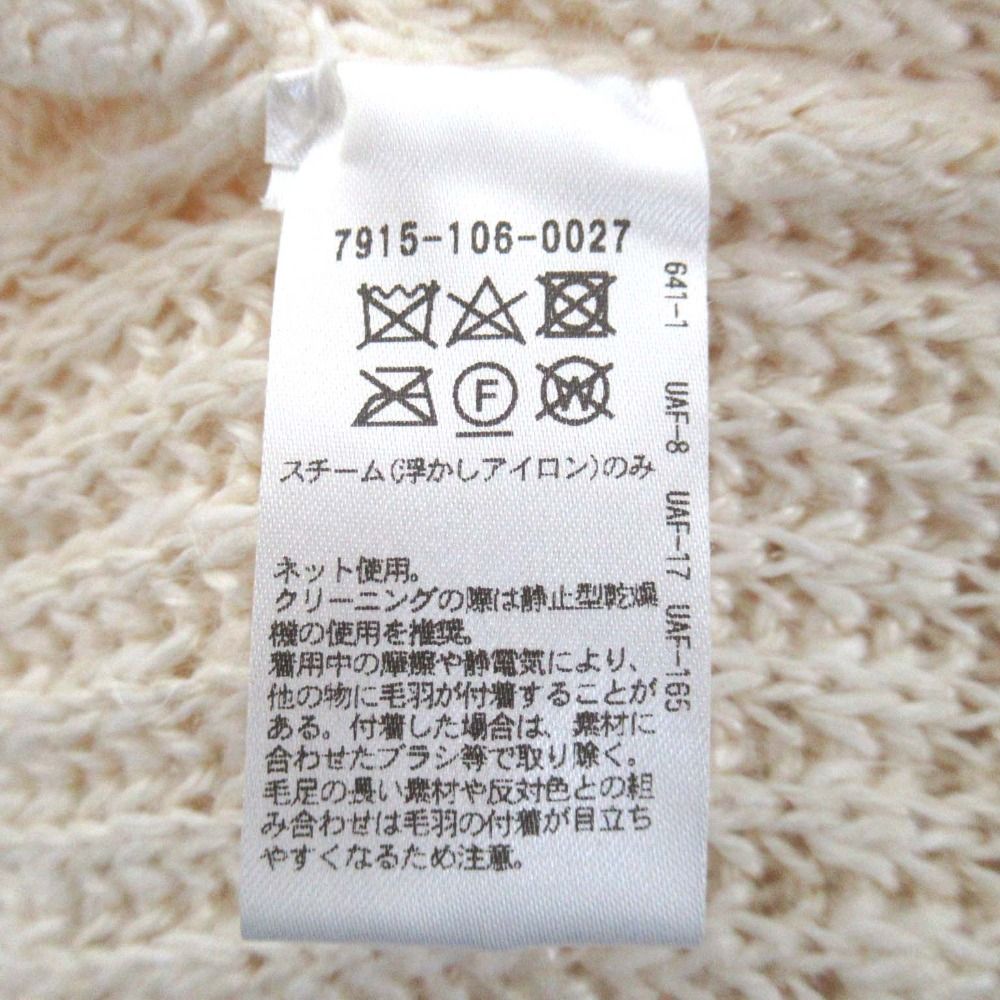 7915-106-0027
F
W
スチーム(浮かしアイロン)のみ
ネット使用。
クリーニングの際は静止型乾燥
機の使用を推奨。
着用中の摩擦や静電気により、
他の物に毛羽が付着することが
ある。付着した場合は、素材に
合わせたブラシ等で取り除く。
毛足の長い素材や反対色との組
み合わせは毛羽の付着が目立ち
やすくなるため注意。
641-1 UAF-8 UAF-17 UAF-165